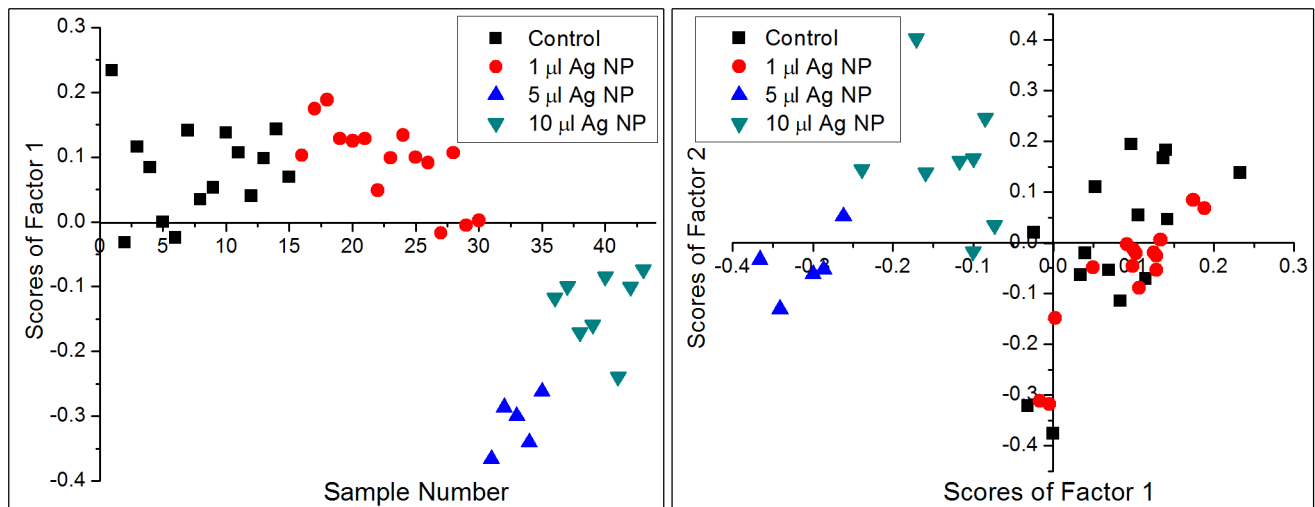 0.3
0.2
0.1
0.0
-0.1
-0.2
-0.3
-0.4
Scores of Factor 1
0 5 10 15 20 25 30 35 40
Sample Number
Control
1 μl Ag NP
5 μl Ag NP
10 μl Ag NP
0.4
0.3
0.2
0.1
0.0
-0.1
-0.2
-0.3
-0.4
Scores of Factor 2
-0.4 -0.3 -0.2 -0.1 0.0 0.1 0.2 0.3
Scores of Factor 1
Control
1 μl Ag NP
5 μl Ag NP
10 μl Ag NP